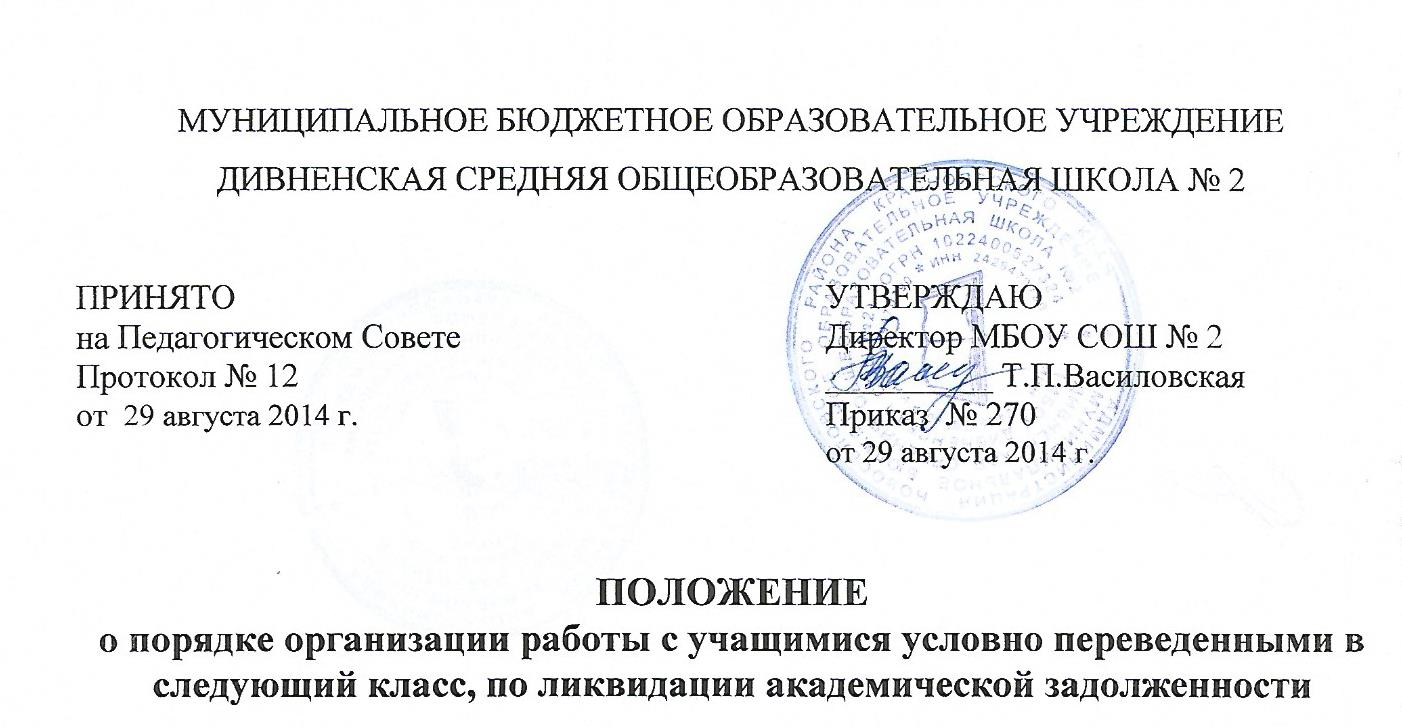 МУНИЦИПАЛЬНОЕ БЮДЖЕТНОЕ ОБРАЗОВАТЕЛЬНОЕ УЧРЕЖДЕНИЕ
ДИВНЕНСКАЯ СРЕДНЯЯ ОБЩЕОБРАЗОВАТЕЛЬНАЯ ШКОЛА № 2
ПРИНЯТО
на Педагогическом Совете
Протокол № 12
от 29 августа 2014 г.
УТВЕРЖДАЮ
Директор МБОУ СОШ № 2
Т.П.Василовская
Приказ № 270
от 29 августа 2014 г.
ПОЛОЖЕНИЕ
о порядке организации работы с учащимися условно переведенными в
следующий класс, по ликвидации академической задолженности